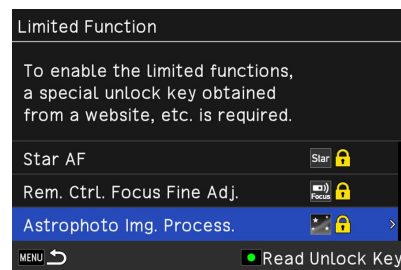 Limited Function
To enable the limited functions,
a special unlock key obtained
from a website, etc. is required.
Star AF Star
Rem. Ctrl. Focus Fine Adj. Focus
Astrophoto Img. Process.
MENU Read Unlock Key